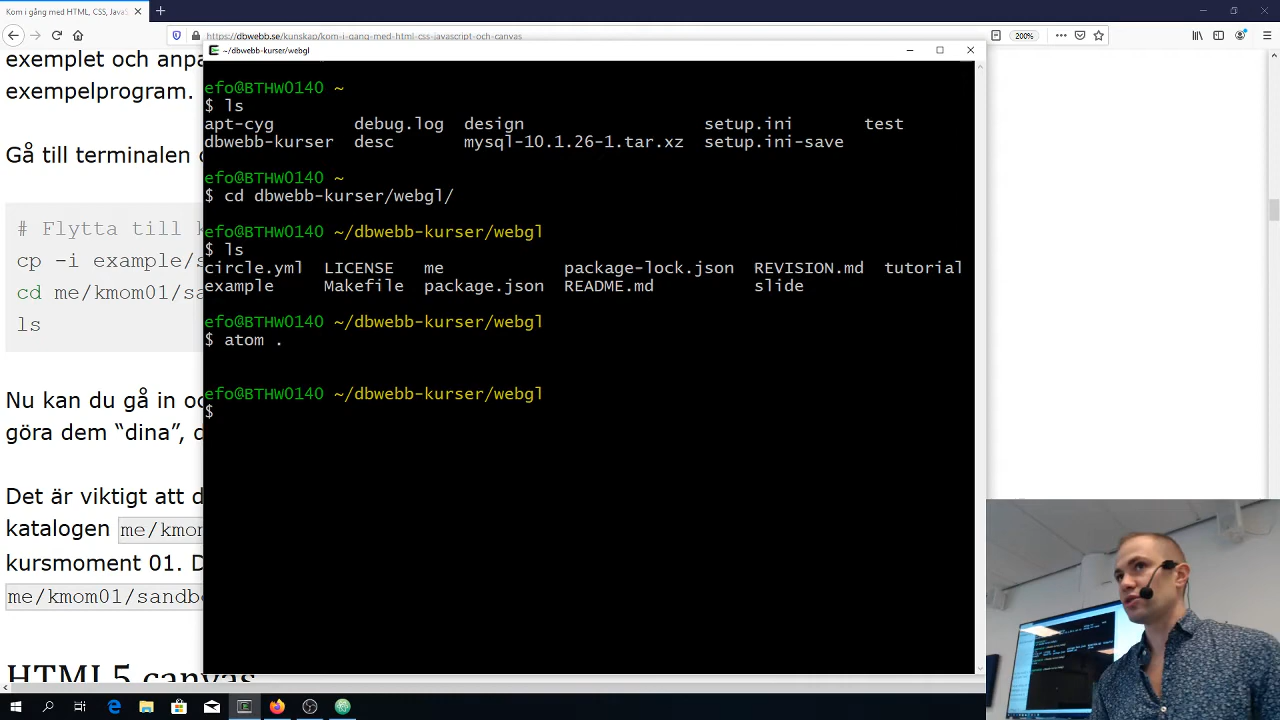 Kom i gång med HTML, CSS, JavaS
https://dbwebb.se/kunskap/kom-i-gang-med-html-css-javascript-och-canvas
200%
~/dbwebb-kurser/webgl
exemplet och anpa
exempelprogram.
Gå till terminalen
# Flytta till
cp -i example/s
cd me/kmom01/sa
ls
Nu kan du gå in oc
göra dem “dina”, d
Det är viktigt att d
katalogen me/kmom
kursmoment 01. D
me/kmom01/sandb
HTML5 canvas
efo@BTHW0140 ~
$ ls
apt-cyg debug.log design setup.ini test
dbwebb-kurser desc mysql-10.1.26-1.tar.xz setup.ini-save
efo@BTHW0140 ~
$ cd dbwebb-kurser/webgl/
efo@BTHW0140 ~/dbwebb-kurser/webgl
$ ls
circle.yml LICENSE me package-lock.json REVISION.md tutorial
example Makefile package.json README.md slide
efo@BTHW0140 ~/dbwebb-kurser/webgl
$ atom .
efo@BTHW0140 ~/dbwebb-kurser/webgl
$